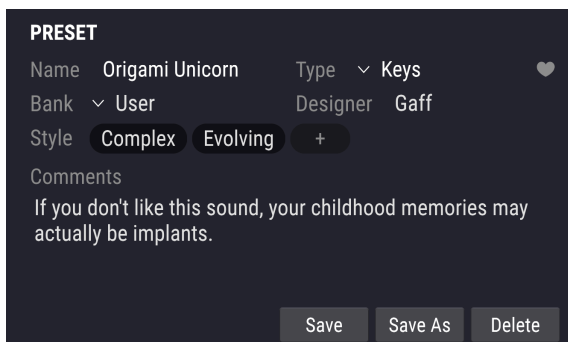 PRESET
Name Origami Unicorn Type Keys
Bank User Designer Gaff
Style Complex Evolving +
Comments
If you don't like this sound, your childhood memories may
actually be implants.
Save Save As Delete